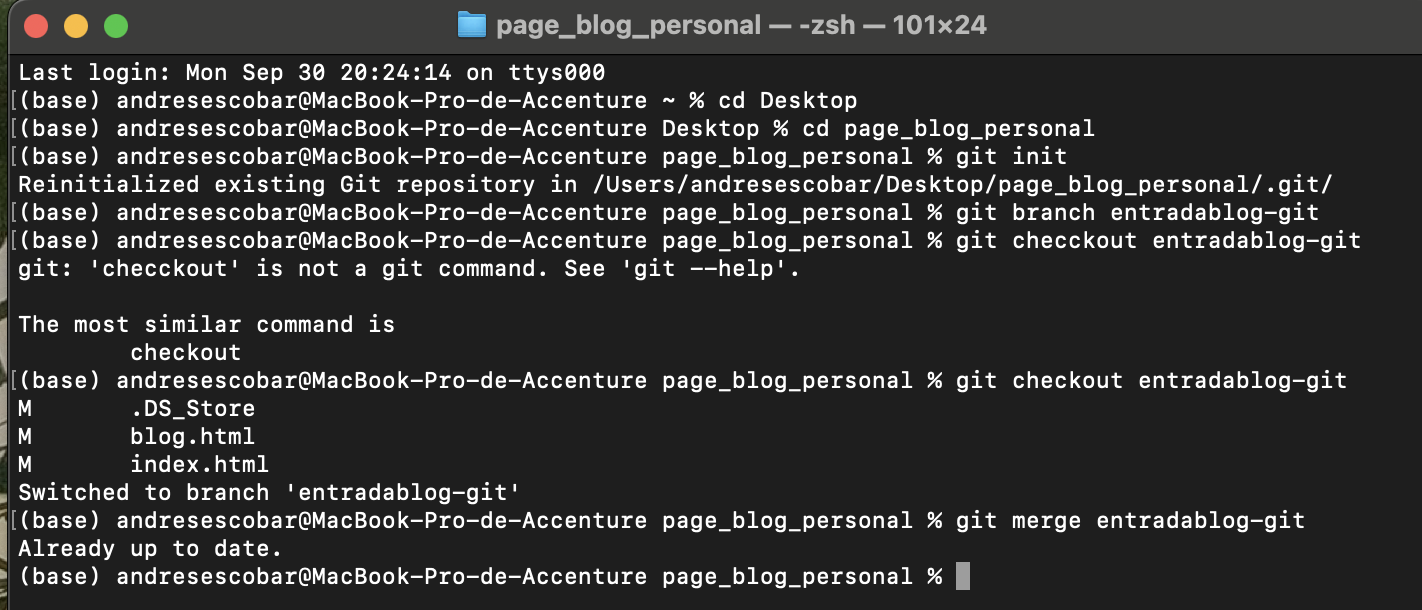 page_blog_personal — -zsh — 101×24
Last login: Mon Sep 30 20:24:14 on ttys000
[(base) andresescobar@MacBook-Pro-de-Accenture ~ % cd Desktop
[(base) andresescobar@MacBook-Pro-de-Accenture Desktop % cd page_blog_personal
[(base) andresescobar@MacBook-Pro-de-Accenture page_blog_personal % git init
Reinitialized existing Git repository in /Users/andresescobar/Desktop/page_blog_personal/.git/
[(base) andresescobar@MacBook-Pro-de-Accenture page_blog_personal % git branch entradablog-git
[(base) andresescobar@MacBook-Pro-de-Accenture page_blog_personal % git checckout entradablog-git
git: 'checckout' is not a git command. See 'git --help'.
The most similar command is
checkout
[(base) andresescobar@MacBook-Pro-de-Accenture page_blog_personal % git checkout entradablog-git
M .DS_Store
M blog.html
M index.html
Switched to branch 'entradablog-git'
[(base) andresescobar@MacBook-Pro-de-Accenture page_blog_personal % git merge entradablog-git
Already up to date.
(base) andresescobar@MacBook-Pro-de-Accenture page_blog_personal %